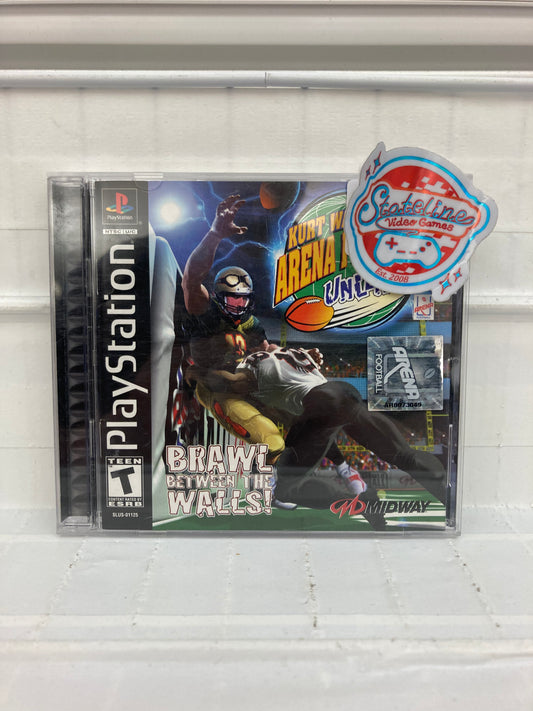 PlayStation
NTSC U/C
PlayStation
TEEN
T
CONTENT RATED BY
ESRB
SLUS-01125
KURT W
ARENA
UNL
Stateline
Video Games
Est. 2008
ARENA
FOOTBALL
BRAWL
BETWEEN THE
WALLS!
MIDWAY